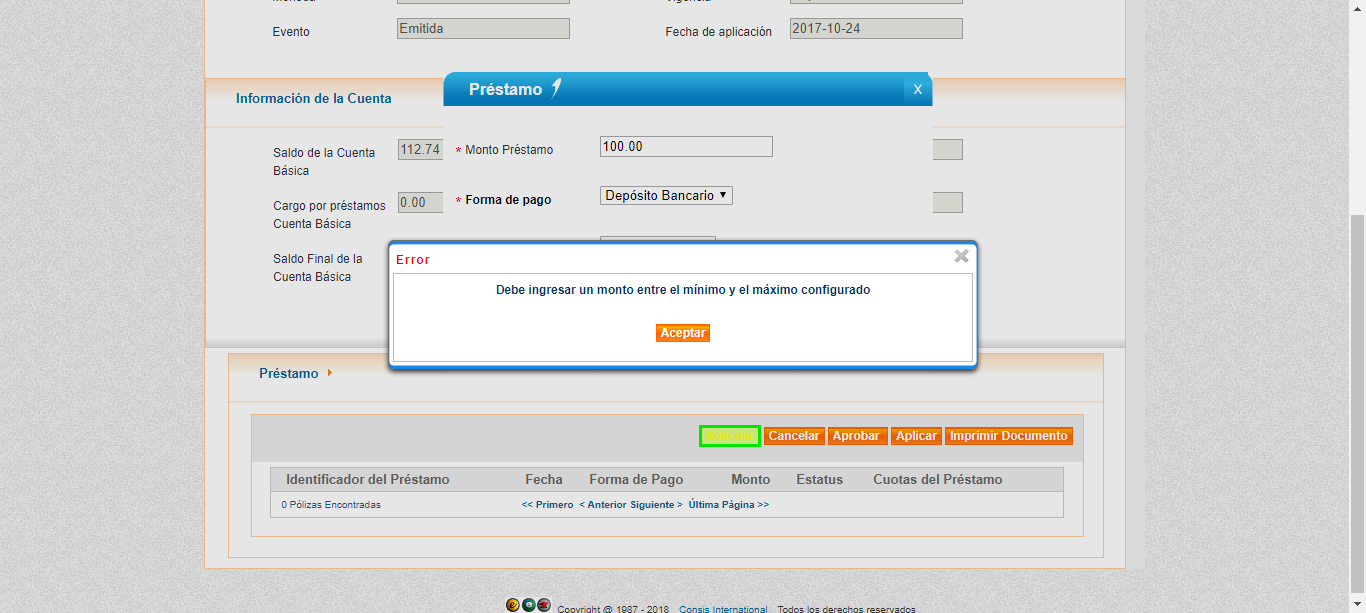 Evento Emitida Fecha de aplicación 2017-10-24
Préstamo X
Información de la Cuenta
Saldo de la Cuenta Básica 112.74 * Monto Préstamo 100.00
Cargo por préstamos Cuenta Básica 0.00 * Forma de pago Depósito Bancario
Saldo Final de la Cuenta Básica
Error
Debe ingresar un monto entre el mínimo y el máximo configurado
Aceptar
Préstamo
Solicitar Cancelar Aprobar Aplicar Imprimir Documento
Identificador del Préstamo Fecha Forma de Pago Monto Estatus Cuotas del Préstamo
0 Pólizas Encontradas << Primero < Anterior Siguiente > Última Página >>
Copyright @ 1987 - 2018 Consis International Todos los derechos reservados